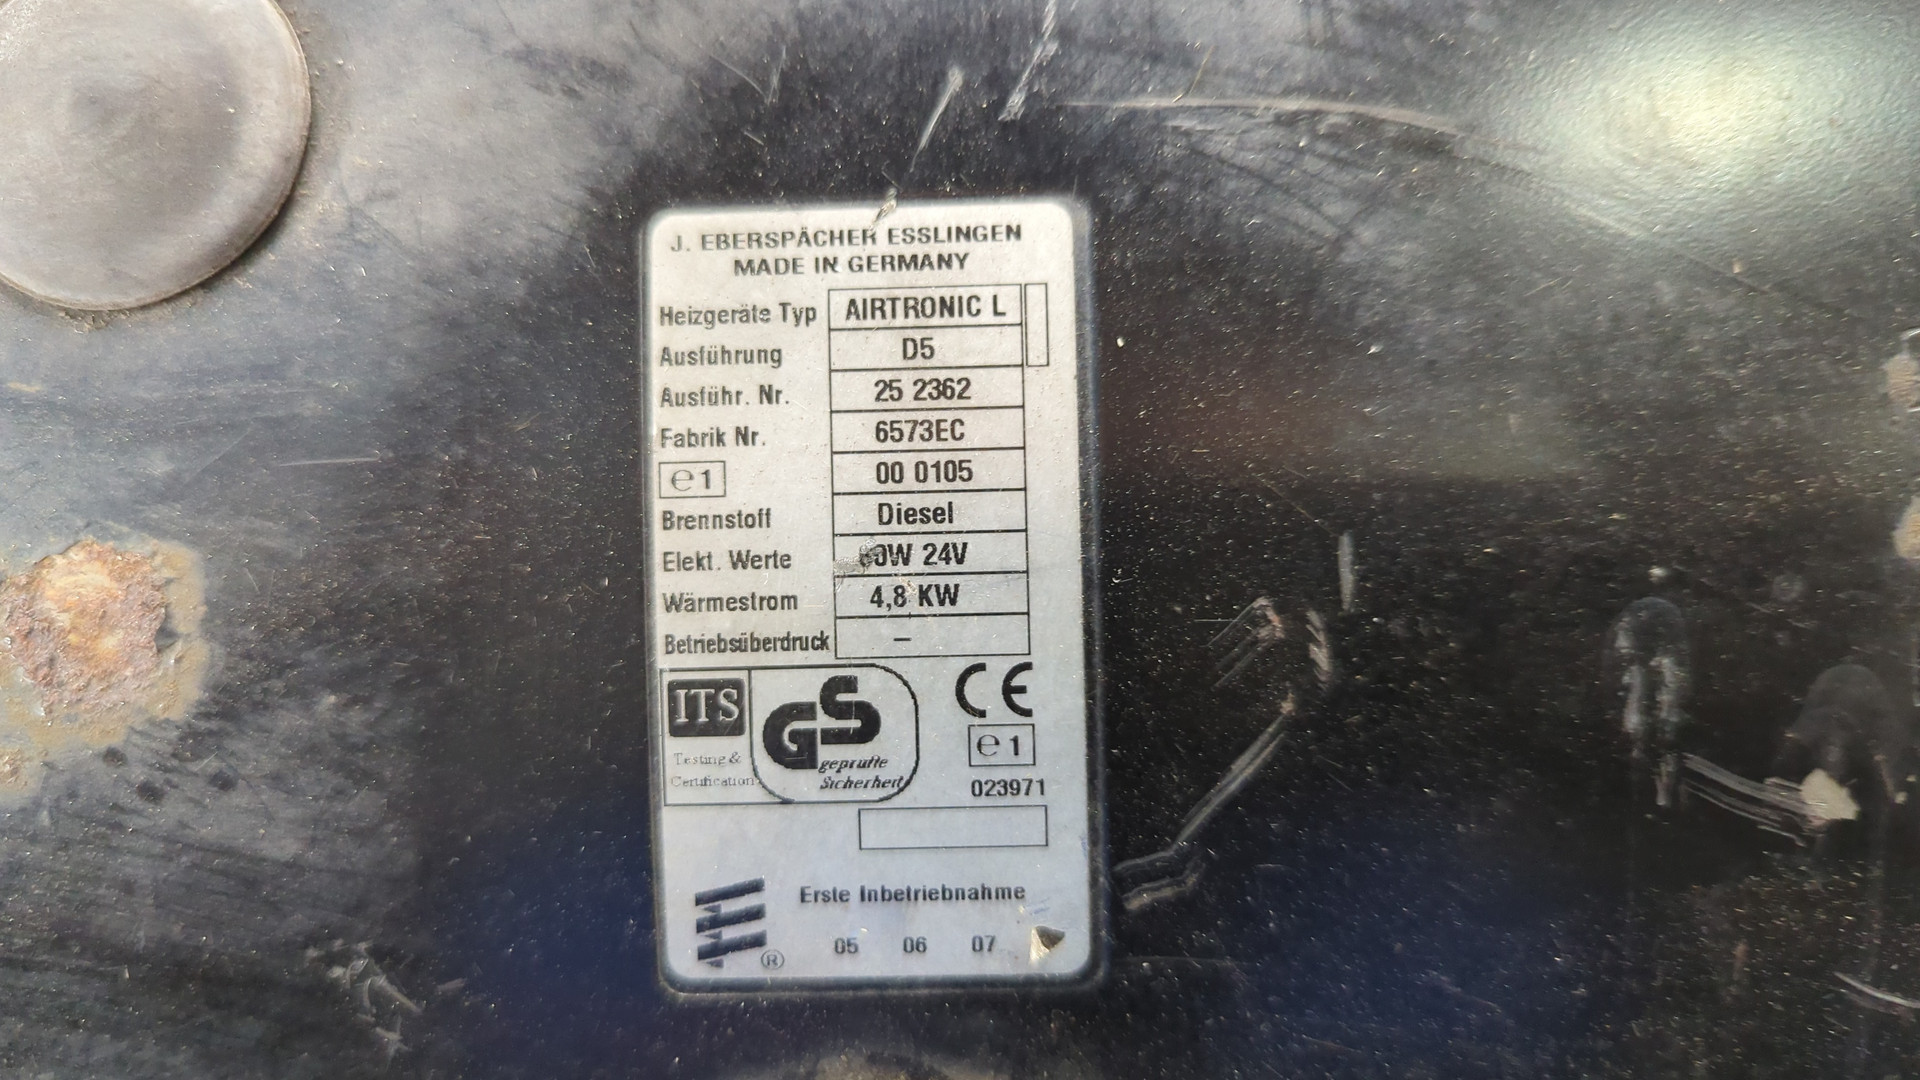 J. EBERSPÄCHER ESSLINGEN
MADE IN GERMANY
Heizgeräte Typ AIRTRONIC L
Ausführung D5
Ausführ. Nr. 25 2362
Fabrik Nr. 6573EC
e1 00 0105
Brennstoff Diesel
Elekt. Werte 24V
Wärmestrom 4,8 KW
Betriebsüberdruck –
ITS
Testing &
Certification
GS
geprüfte
Sicherheit
CE
e1
023971
Erste Inbetriebnahme
®
05 06 07